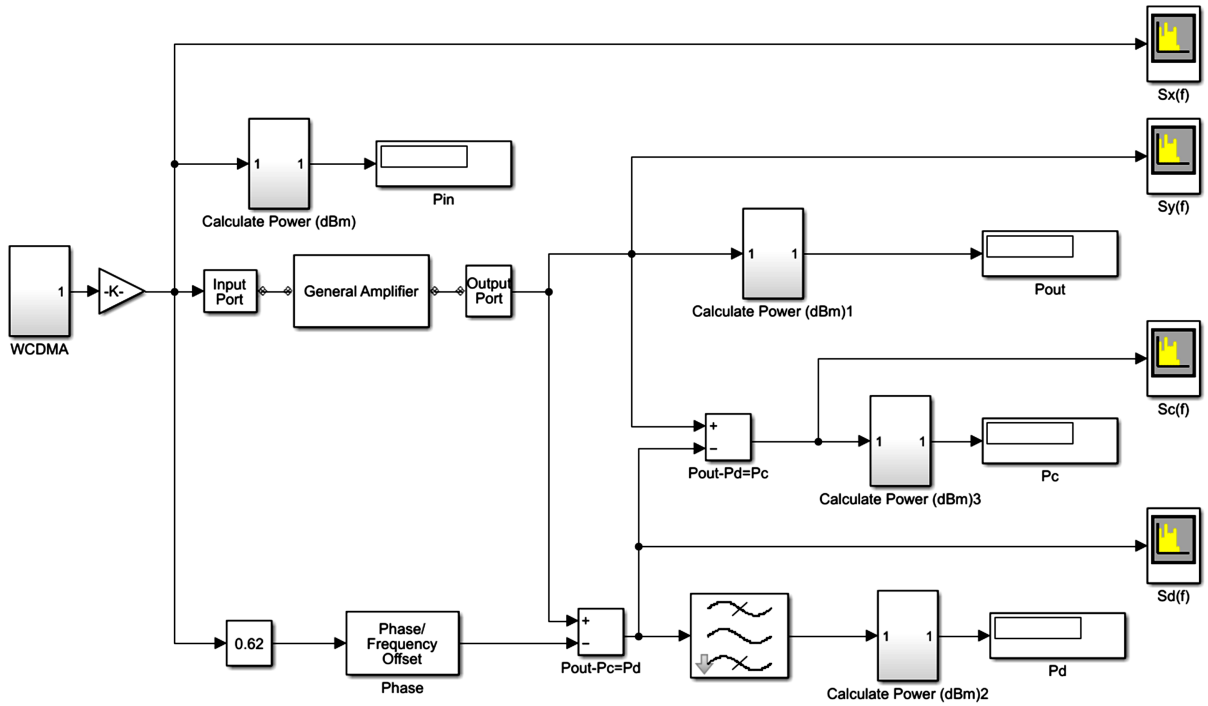 Sx(f)
1 1
Calculate Power (dBm)
Pin
Sy(f)
1 1
Calculate Power (dBm)1
Pout
1
WCDMA
-K-
Input
Port
General Amplifier
Output
Port
Sc(f)
+
−
Pout-Pd=Pc
1 1
Calculate Power (dBm)3
Pc
Sd(f)
0.62
Phase/
Frequency
Offset
Phase
+
−
Pout-Pc=Pd
1 1
Calculate Power (dBm)2
Pd